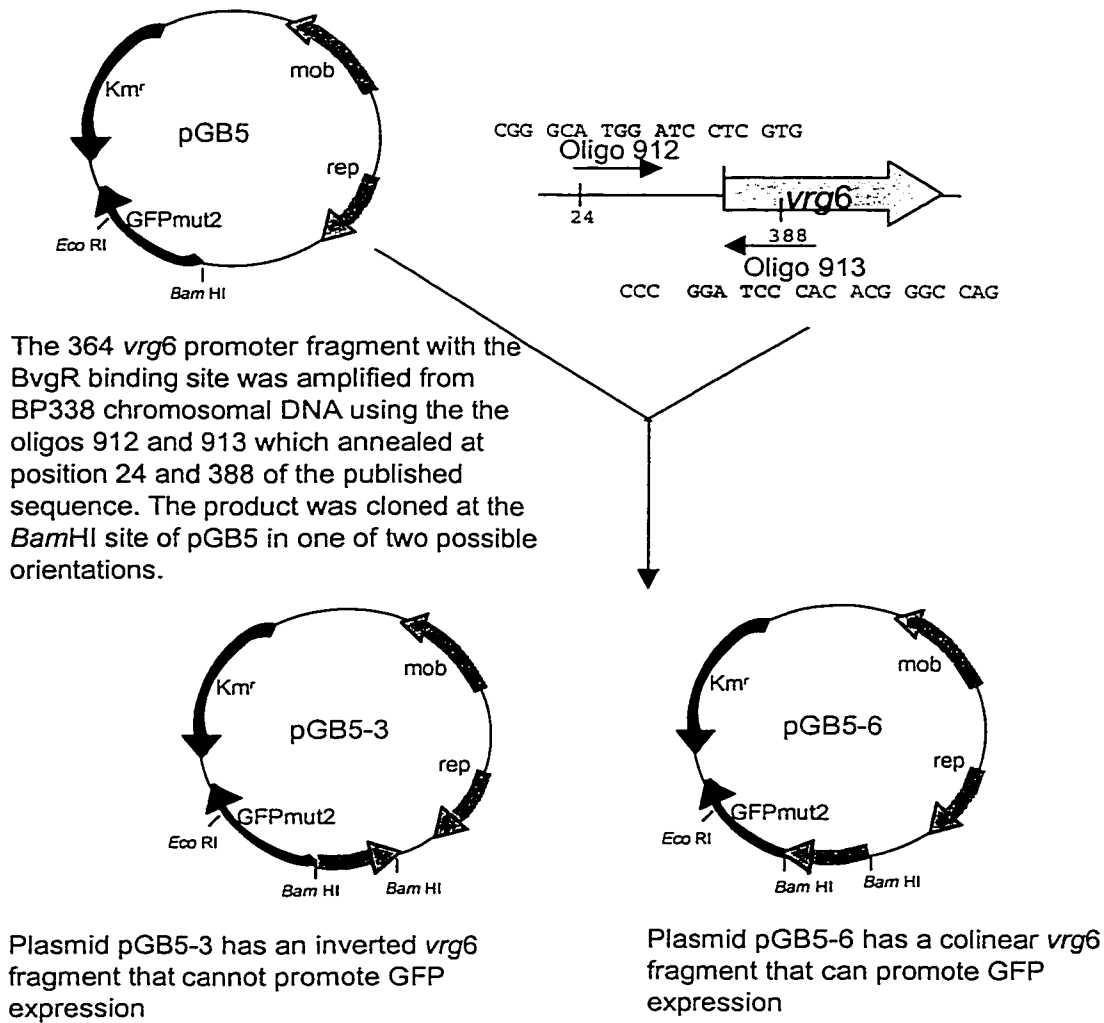 mob
Kmʳ
pGB5
rep
GFPmut2
Eco RI
Bam HI
CGG GCA TGG ATC CTC GTG
Oligo 912
24
vrg6
388
Oligo 913
CCC GGA TCC CAC ACG GGC CAG
The 364 vrg6 promoter fragment with the
BvgR binding site was amplified from
BP338 chromosomal DNA using the the
oligos 912 and 913 which annealed at
position 24 and 388 of the published
sequence. The product was cloned at the
BamHI site of pGB5 in one of two possible
orientations.
mob
Kmʳ
pGB5-3
rep
GFPmut2
Eco RI
Bam HI
Bam HI
mob
Kmʳ
pGB5-6
rep
GFPmut2
Eco RI
Bam HI
Bam HI
Plasmid pGB5-3 has an inverted vrg6
fragment that cannot promote GFP
expression
Plasmid pGB5-6 has a colinear vrg6
fragment that can promote GFP
expression